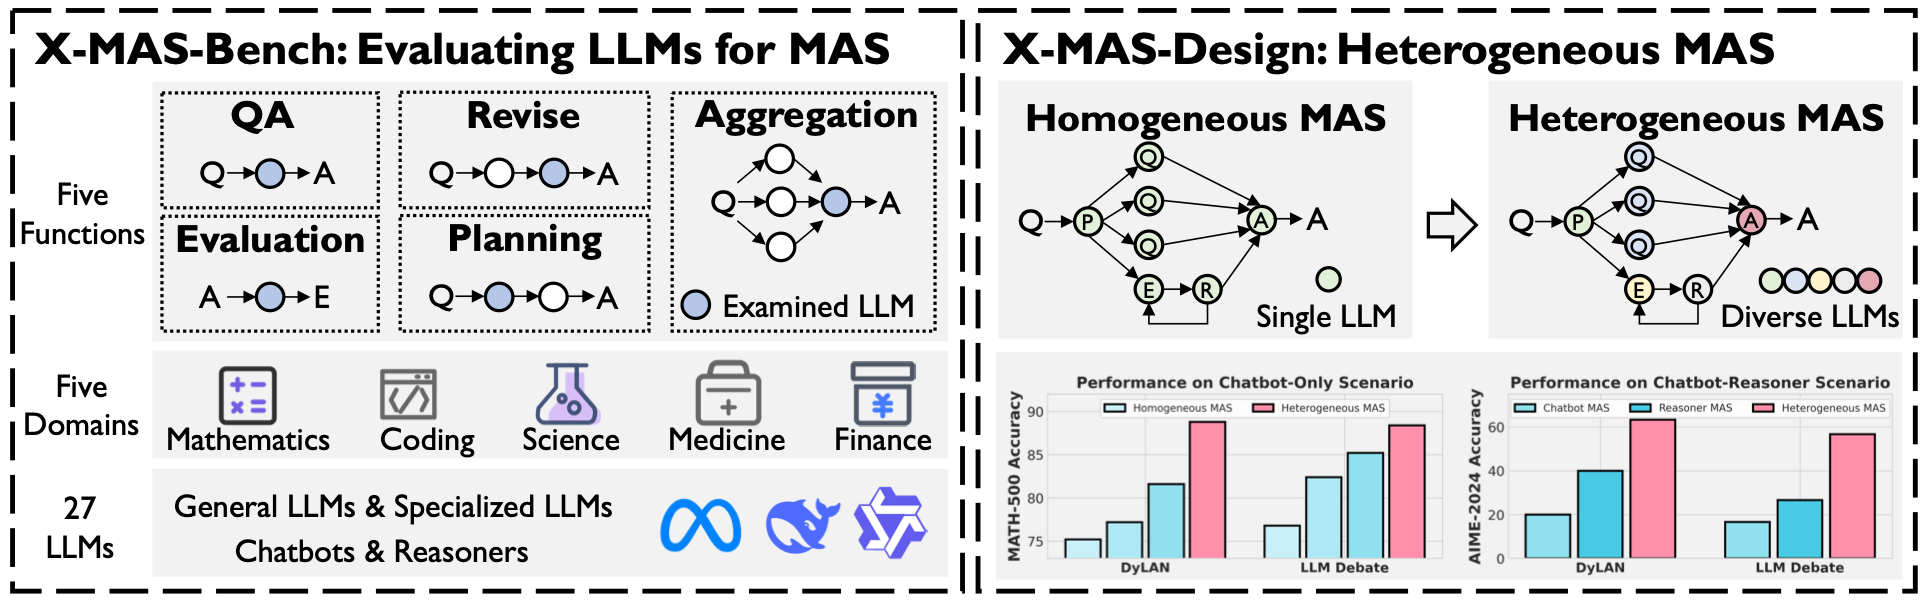 X-MAS-Bench: Evaluating LLMs for MAS
Five
Functions
QA
Q A
Revise
Q A
Aggregation
Q A
Evaluation
A E
Planning
Q A
Examined LLM
Five
Domains
Mathematics
Coding
Science
Medicine
Finance
27
LLMs
General LLMs & Specialized LLMs
Chatbots & Reasoners
X-MAS-Design: Heterogeneous MAS
Homogeneous MAS
Q
Q P Q A A
Q
E R
Single LLM
Heterogeneous MAS
Q
Q P Q A A
Q
E R
Diverse LLMs
Performance on Chatbot-Only Scenario
Homogeneous MAS
Heterogeneous MAS
MATH-500 Accuracy
90
85
80
75
DyLAN
LLM Debate
Performance on Chatbot-Reasoner Scenario
Chatbot MAS
Reasoner MAS
Heterogeneous MAS
AIME-2024 Accuracy
60
40
20
0
DyLAN
LLM Debate